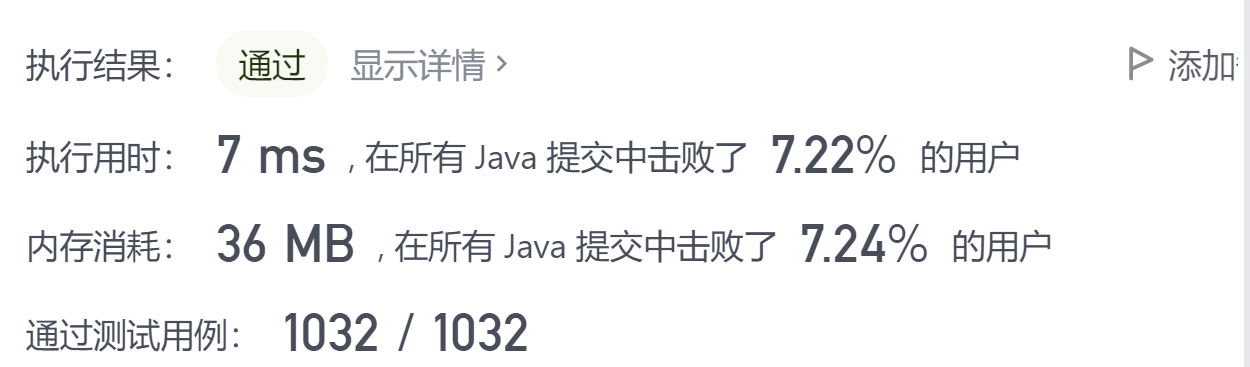 执行结果： 通过 显示详情 > 添加
执行用时： 7 ms , 在所有 Java 提交中击败了 7.22% 的用户
内存消耗： 36 MB , 在所有 Java 提交中击败了 7.24% 的用户
通过测试用例： 1032 / 1032